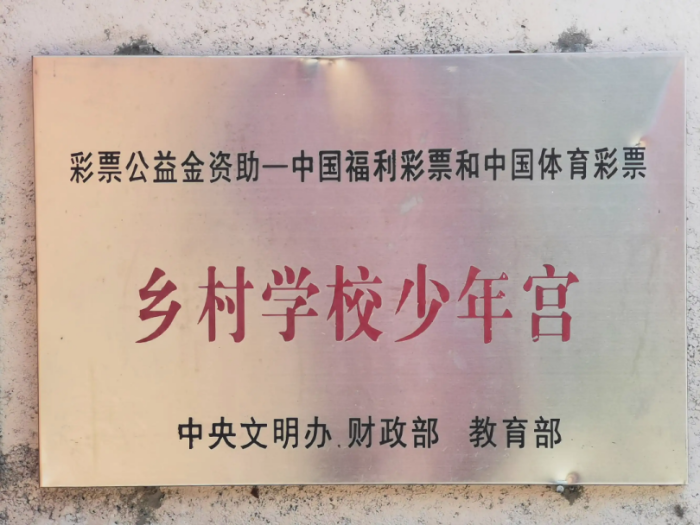 彩票公益金资助—中国福利彩票和中国体育彩票
乡村学校少年宫
中央文明办 财政部 教育部